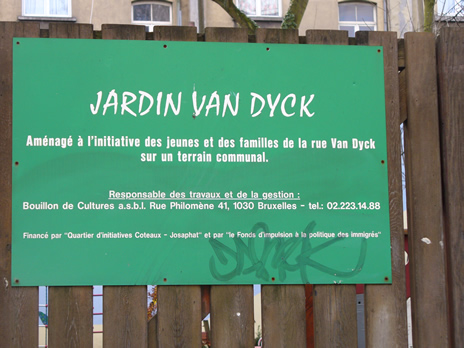 JARDIN VAN DYCK
Aménagé à l'initiative des jeunes et des familles de la rue Van Dyck
sur un terrain communal.
Responsable des travaux et de la gestion :
Bouillon de Cultures a.s.b.l. Rue Philomène 41, 1030 Bruxelles - tel.: 02.223.14.88
Financé par "Quartier d'initiatives Coteaux - Josaphat" et par "le Fonds d'impulsion à la politique des immigrés"